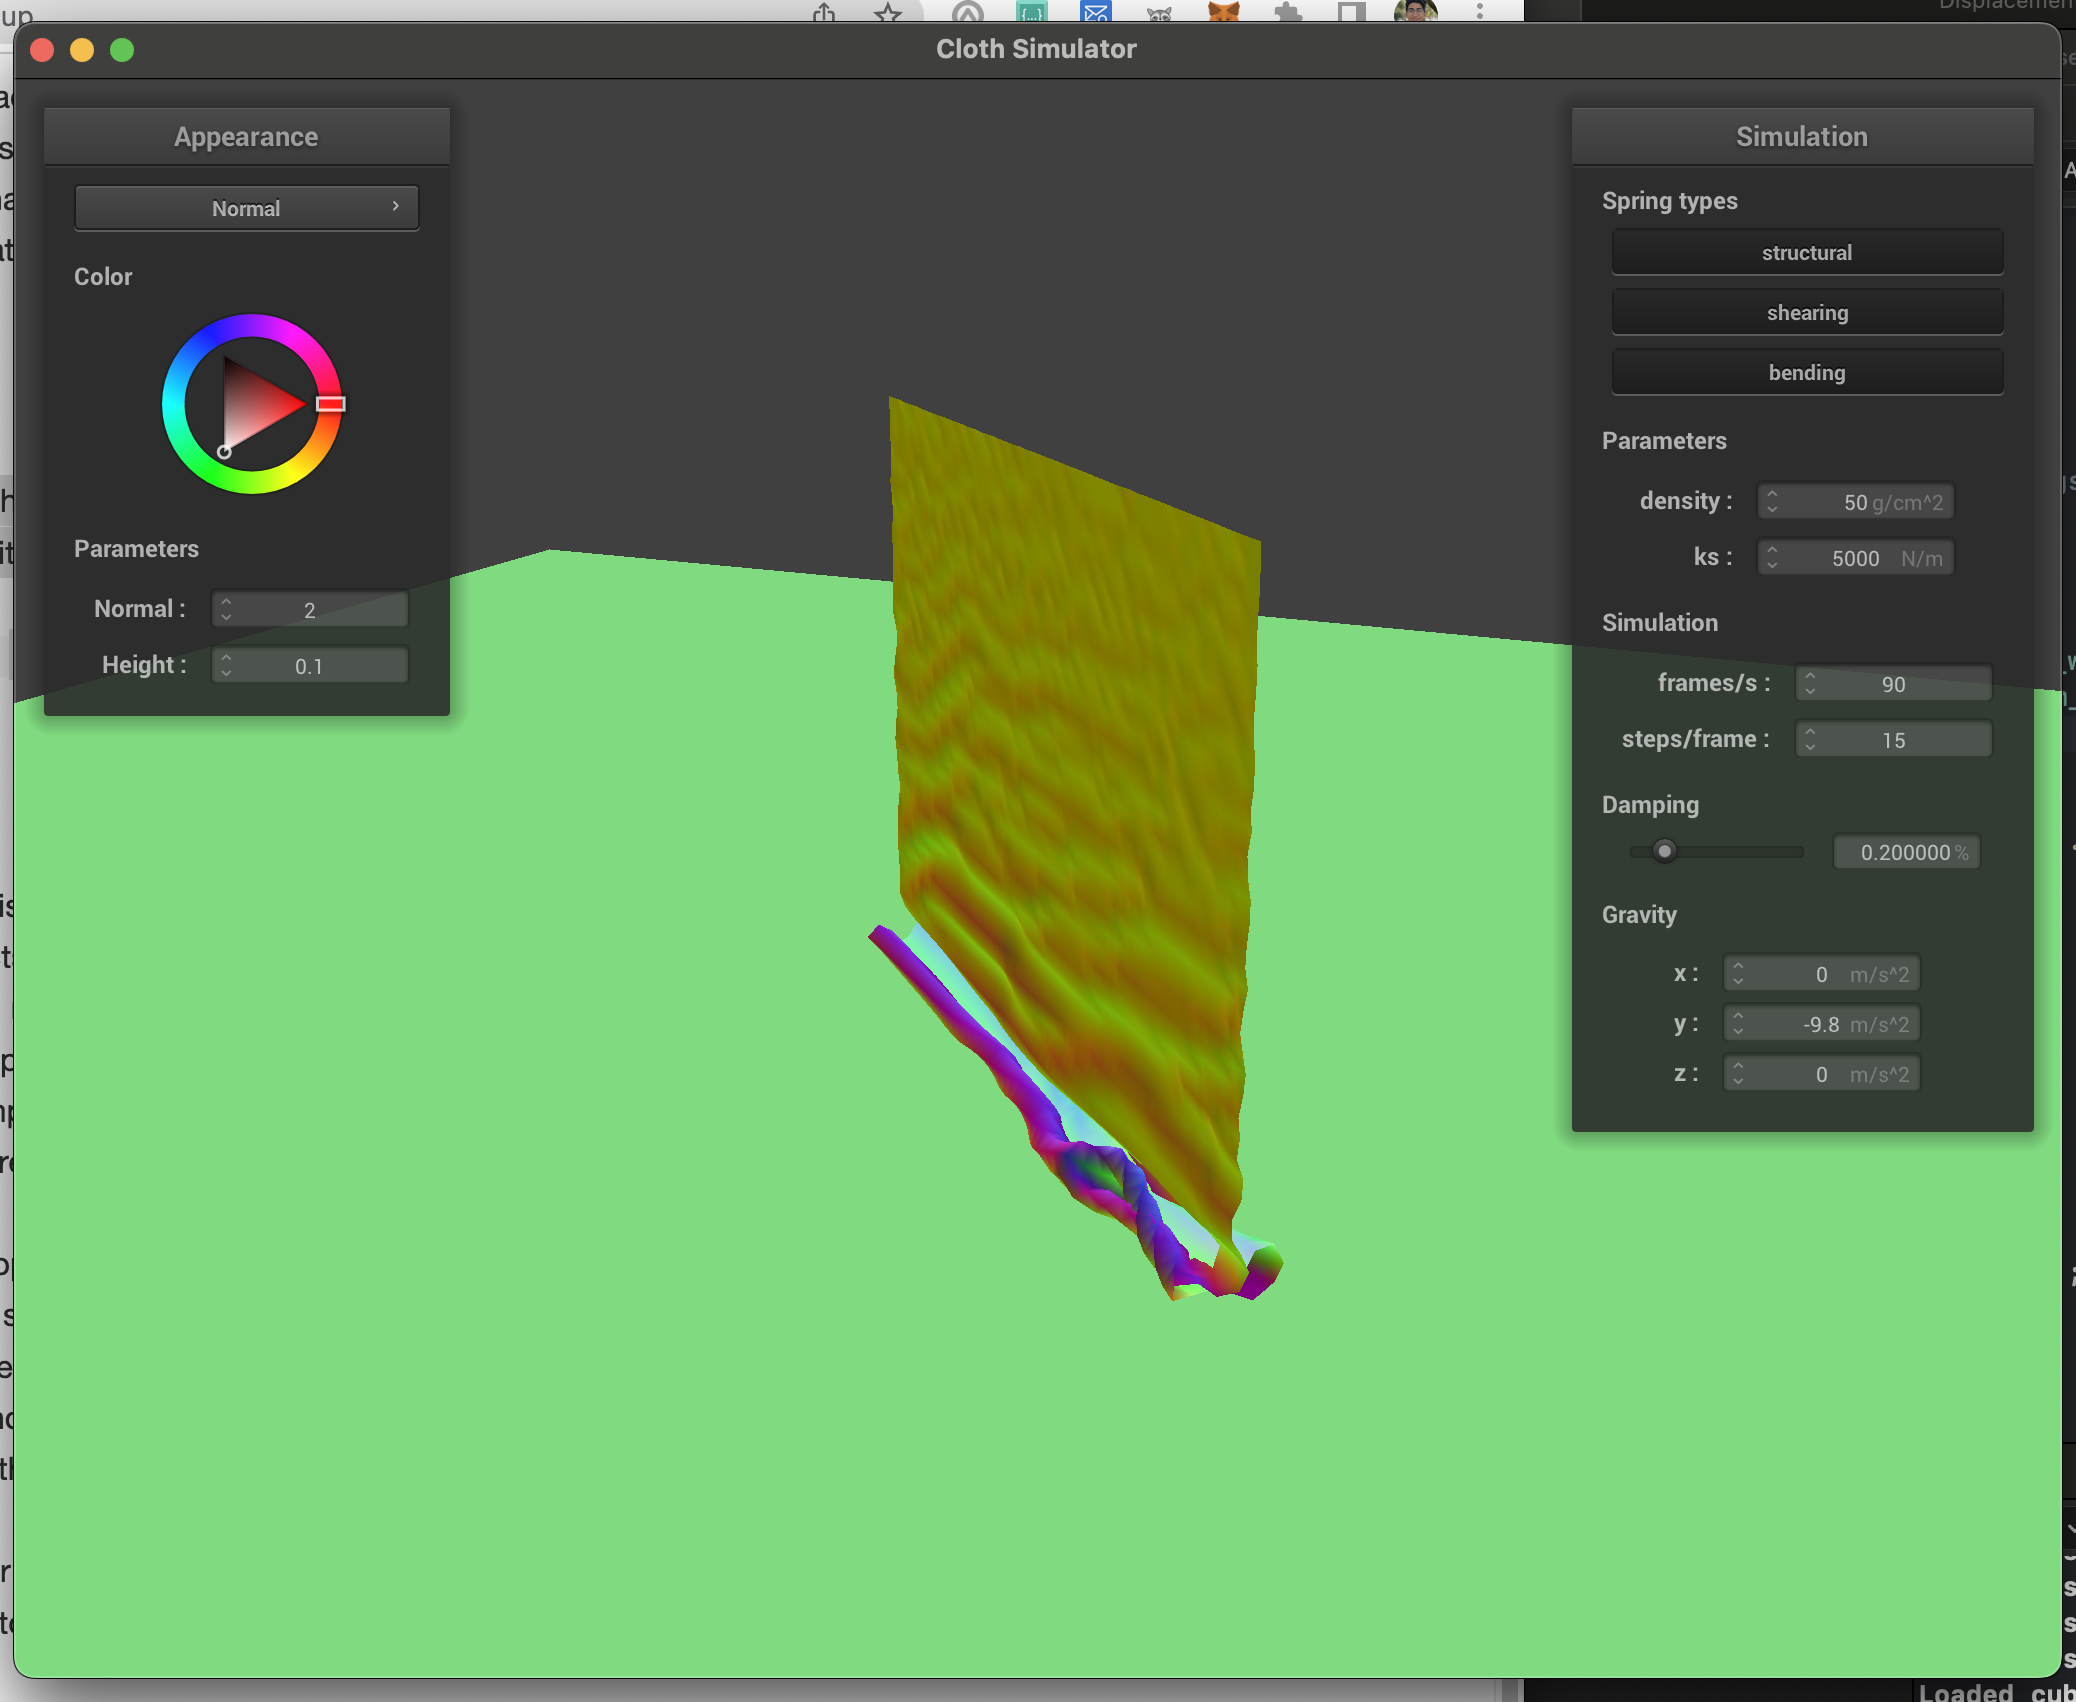 up
Displacemen
Cloth Simulator
Appearance
Normal
Color
Parameters
Normal :
2
Height :
0.1
Simulation
Spring types
structural
shearing
bending
Parameters
density :
50 g/cm^2
ks :
5000 N/m
Simulation
frames/s :
90
steps/frame :
15
Damping
0.200000 %
Gravity
x :
0 m/s^2
y :
-9.8 m/s^2
z :
0 m/s^2
Loaded cub